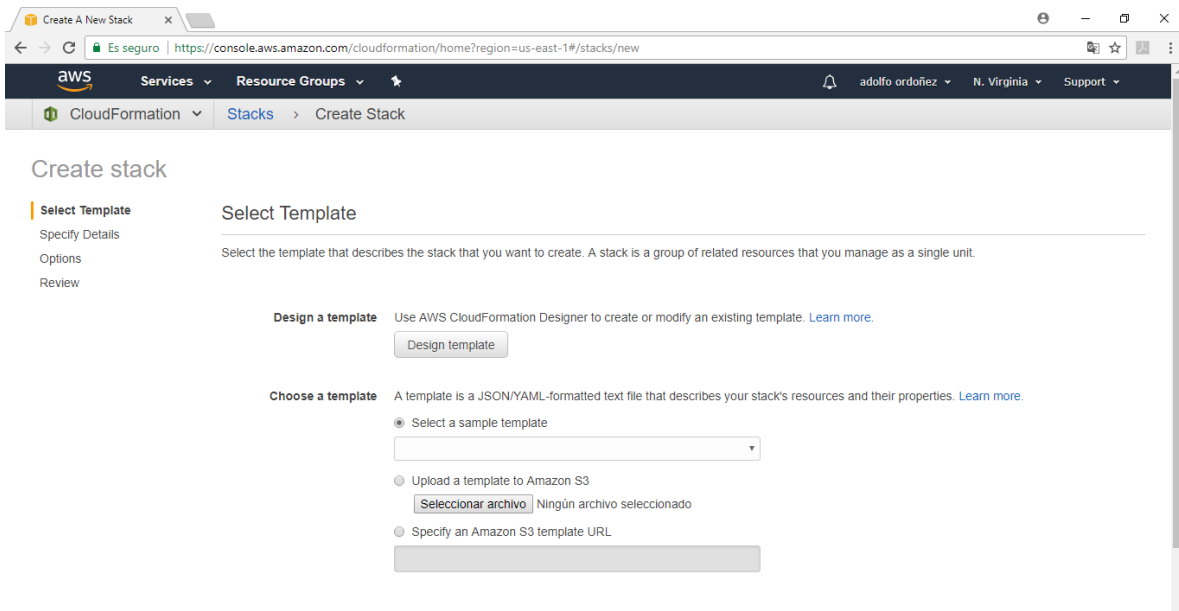 Create A New Stack
Es seguro | https://console.aws.amazon.com/cloudformation/home?region=us-east-1#/stacks/new
aws Services Resource Groups adolfo ordoñez N. Virginia Support
CloudFormation Stacks > Create Stack
Create stack
Select Template
Specify Details
Options
Review
Select Template
Select the template that describes the stack that you want to create. A stack is a group of related resources that you manage as a single unit.
Design a template Use AWS CloudFormation Designer to create or modify an existing template. Learn more.
Design template
Choose a template A template is a JSON/YAML-formatted text file that describes your stack's resources and their properties. Learn more.
Select a sample template
Upload a template to Amazon S3
Seleccionar archivo Ningún archivo seleccionado
Specify an Amazon S3 template URL